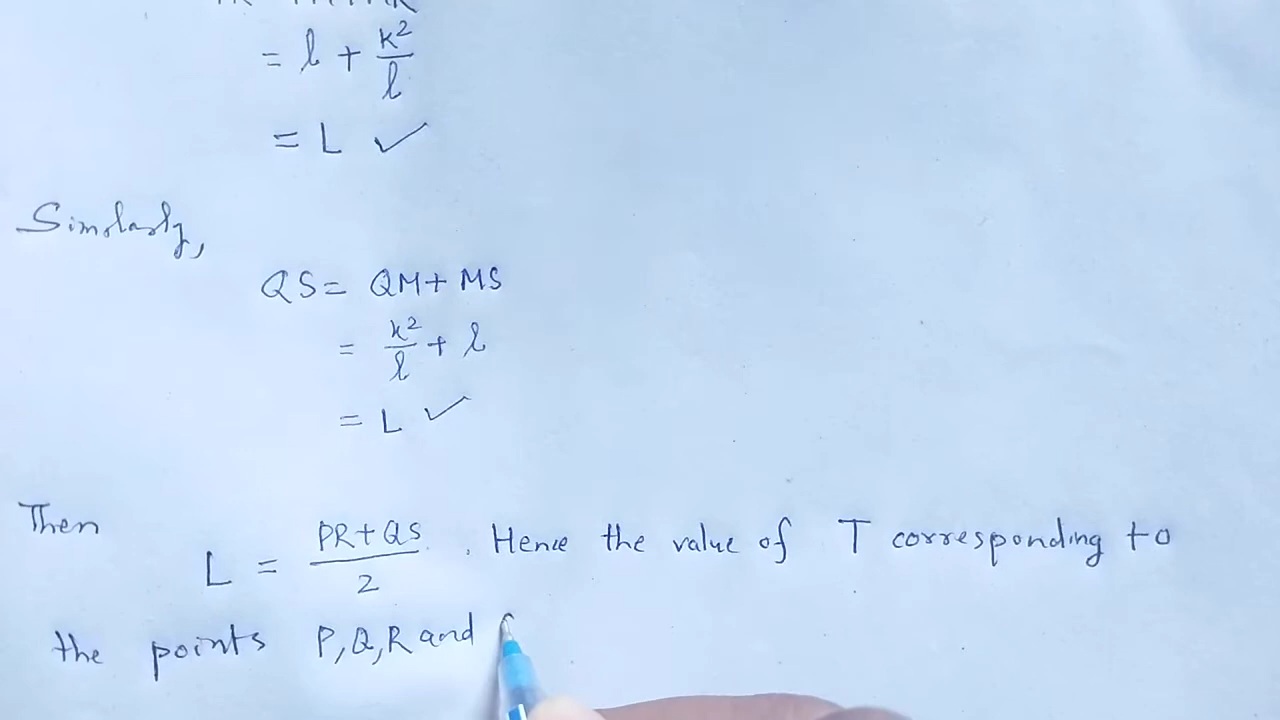 = l + k²/l
= L ✓
Similarly,
QS = QM + MS
= k²/l + l
= L ✓
Then L = (PR + QS)/2 . Hence the value of T corresponding to
the points P, Q, R and